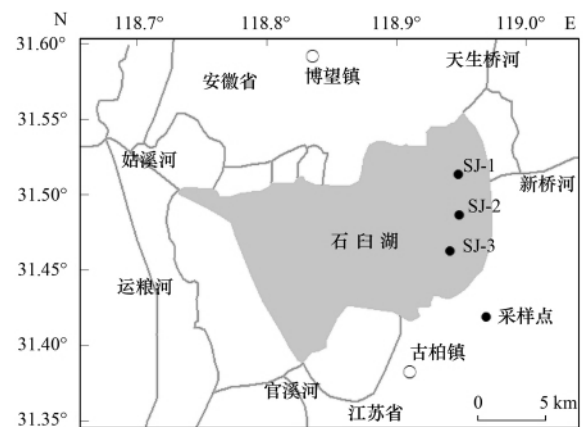 N 118.7° 118.8° 118.9° 119.0° E
31.60°
天生桥河
安徽省 博望镇
31.55°
姑溪河
SJ-1
新桥河
31.50°
SJ-2
石臼湖 SJ-3
31.45°
运粮河
采样点
31.40°
古柏镇
官溪河
江苏省
0 5 km
31.35°